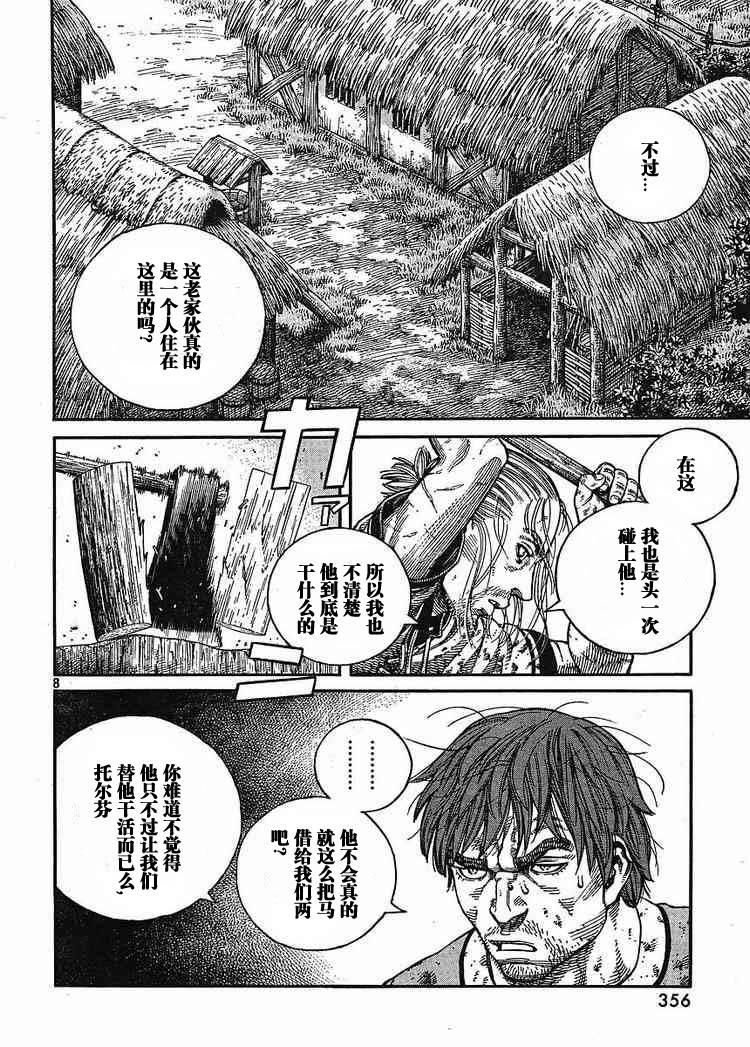 不过…
这老家伙真的
是一个人住在
这里的吗?
在这
我也是头一次
碰上他…
所以我也
不清楚
他到底是
干什么的
カァーン
8
……
……
他不会真的
就这么把马
借给我们两
吧?
你难道不觉得
他只不过让我们
替他干活而已么,
托尔芬
356